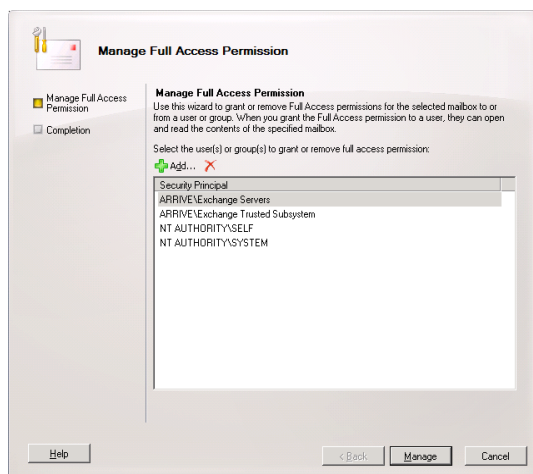 Manage Full Access Permission
Manage Full Access
Permission
Completion
Manage Full Access Permission
Use this wizard to grant or remove Full Access permissions for the selected mailbox to or
from a user or group. When you grant the Full Access permission to a user, they can open
and read the contents of the specified mailbox.
Select the user(s) or group(s) to grant or remove full access permission:
Add...
Security Principal
ARRIVE\Exchange Servers
ARRIVE\Exchange Trusted Subsystem
NT AUTHORITY\SELF
NT AUTHORITY\SYSTEM
Help
< Back
Manage
Cancel